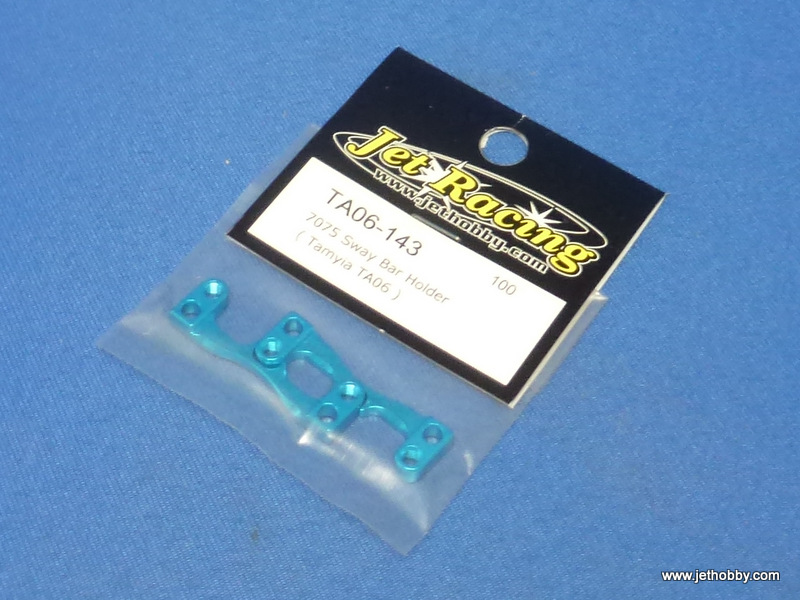 Jet Racing
www.jethobby.com
TA06-143
7075 Sway Bar Holder
( Tamyia TA06 )
100
www.jethobby.com